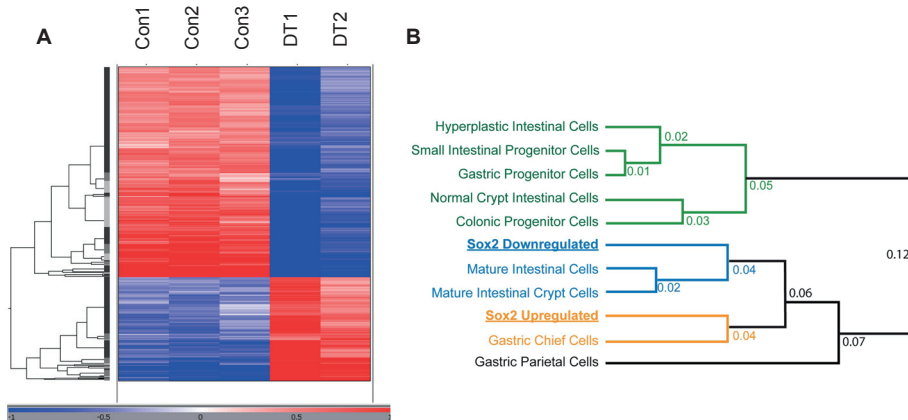 A
Con1
Con2
Con3
DT1
DT2
-1
-0.5
0
0.5
1
B
Hyperplastic Intestinal Cells
Small Intestinal Progenitor Cells
Gastric Progenitor Cells
Normal Crypt Intestinal Cells
Colonic Progenitor Cells
Sox2 Downregulated
Mature Intestinal Cells
Mature Intestinal Crypt Cells
Sox2 Upregulated
Gastric Chief Cells
Gastric Parietal Cells
0.02
0.01
0.05
0.03
0.12
0.04
0.02
0.06
0.04
0.07